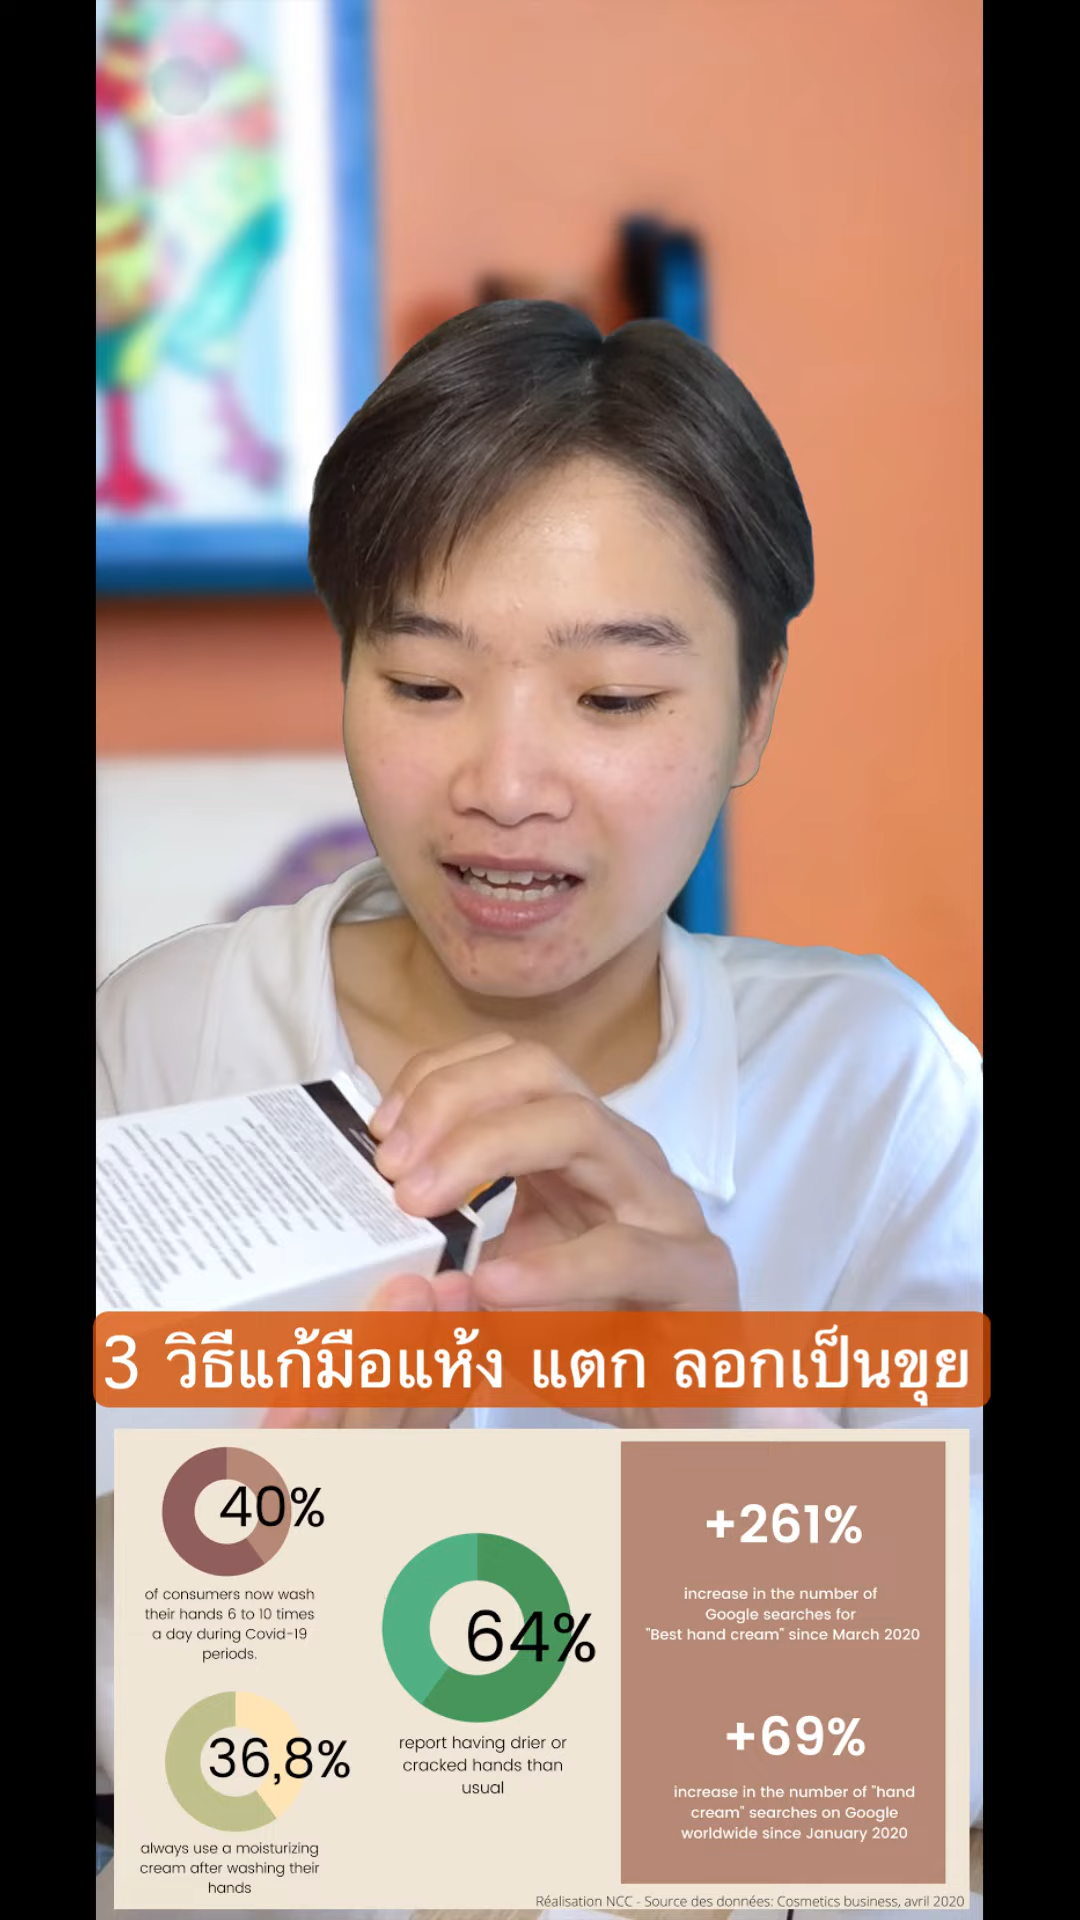 3 วิธีแก้มือแห้ง แตก ลอกเป็นขุย
40%
of consumers now wash
their hands 6 to 10 times
a day during Covid-19
periods.
36,8%
always use a moisturizing
cream after washing their
hands
64%
report having drier or
cracked hands than
usual
+261%
increase in the number of
Google searches for
"Best hand cream" since March 2020
+69%
increase in the number of "hand
cream" searches on Google
worldwide since January 2020
Réalisation NCC - Source des données: Cosmetics business, avril 2020